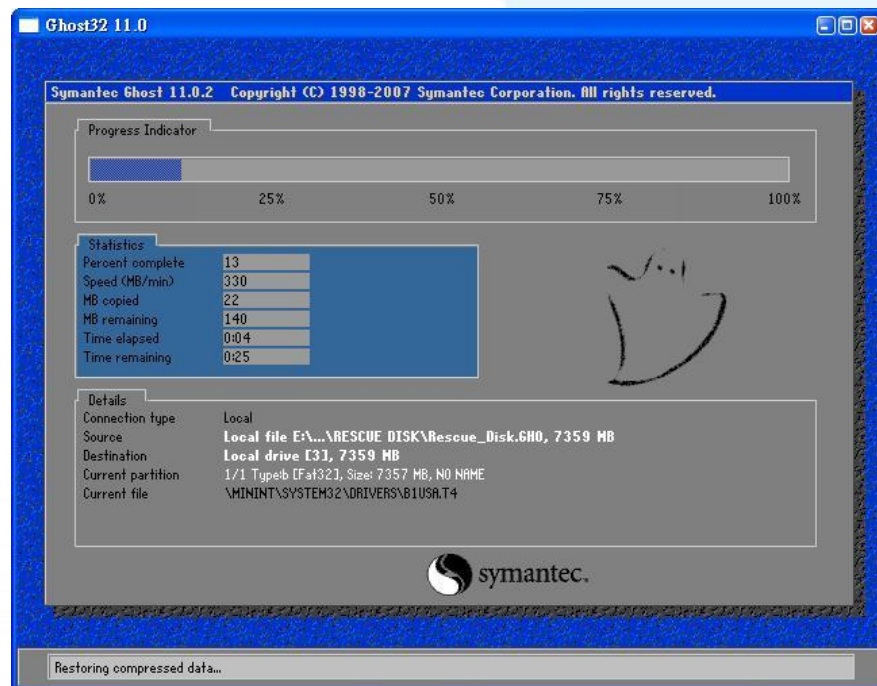 Ghost32 11.0
Symantec Ghost 11.0.2 Copyright (C) 1998-2007 Symantec Corporation. All rights reserved.
Progress Indicator
0% 25% 50% 75% 100%
Statistics
Percent complete 13
Speed (MB/min) 330
MB copied 22
MB remaining 140
Time elapsed 0:04
Time remaining 0:25
Details
Connection type Local
Source Local file E:\...\RESCUE DISK\Rescue_Disk.GHO, 7359 MB
Destination Local drive [3], 7359 MB
Current partition 1/1 Type:b [Fat32], Size: 7357 MB, NO NAME
Current file \MININT\SYSTEM32\DRIVERS\B1USA.T4
symantec.
Restoring compressed data...